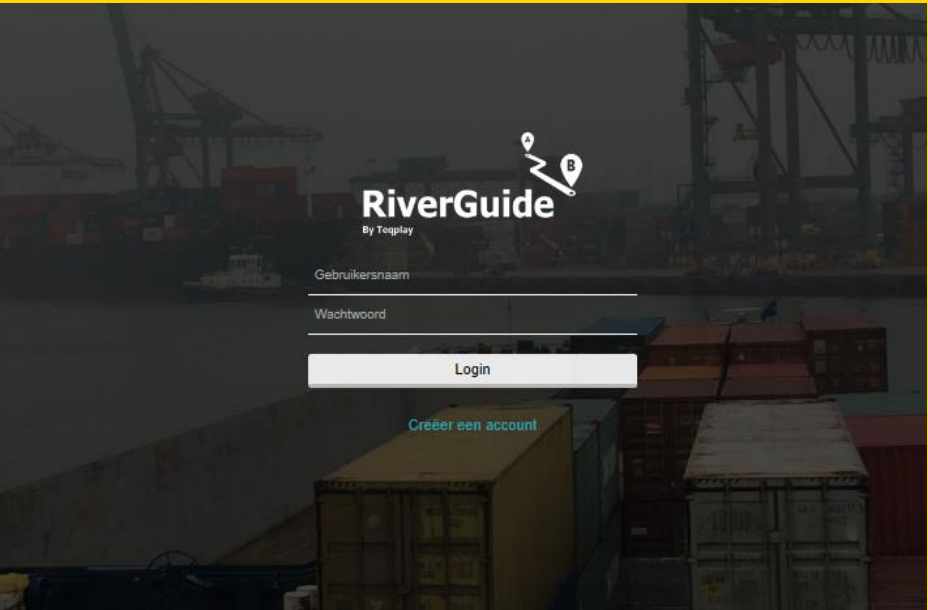 A
B
RiverGuide
By Teqplay
Gebruikersnaam
Wachtwoord
Login
Creëer een account